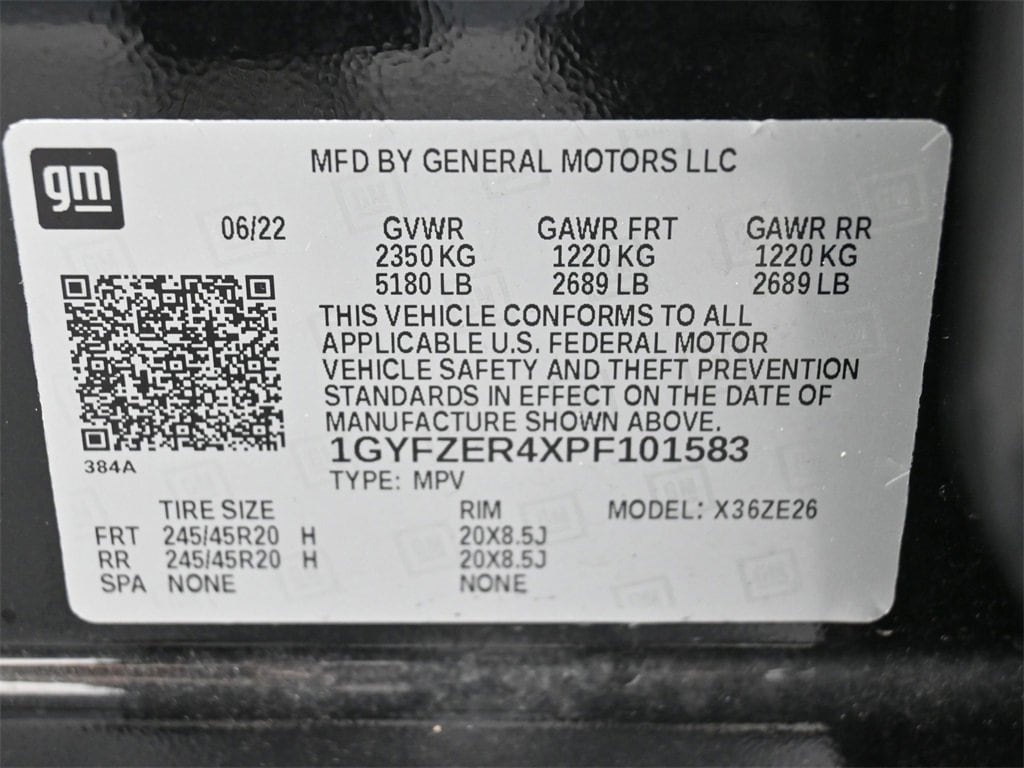 gm
MFD BY GENERAL MOTORS LLC
06/22 GVWR GAWR FRT GAWR RR
2350 KG 1220 KG 1220 KG
5180 LB 2689 LB 2689 LB
THIS VEHICLE CONFORMS TO ALL
APPLICABLE U.S. FEDERAL MOTOR
VEHICLE SAFETY AND THEFT PREVENTION
STANDARDS IN EFFECT ON THE DATE OF
MANUFACTURE SHOWN ABOVE.
1GYFZER4XPF101583
384A
TYPE: MPV
TIRE SIZE RIM MODEL: X36ZE26
FRT 245/45R20 H 20X8.5J
RR 245/45R20 H 20X8.5J
SPA NONE NONE